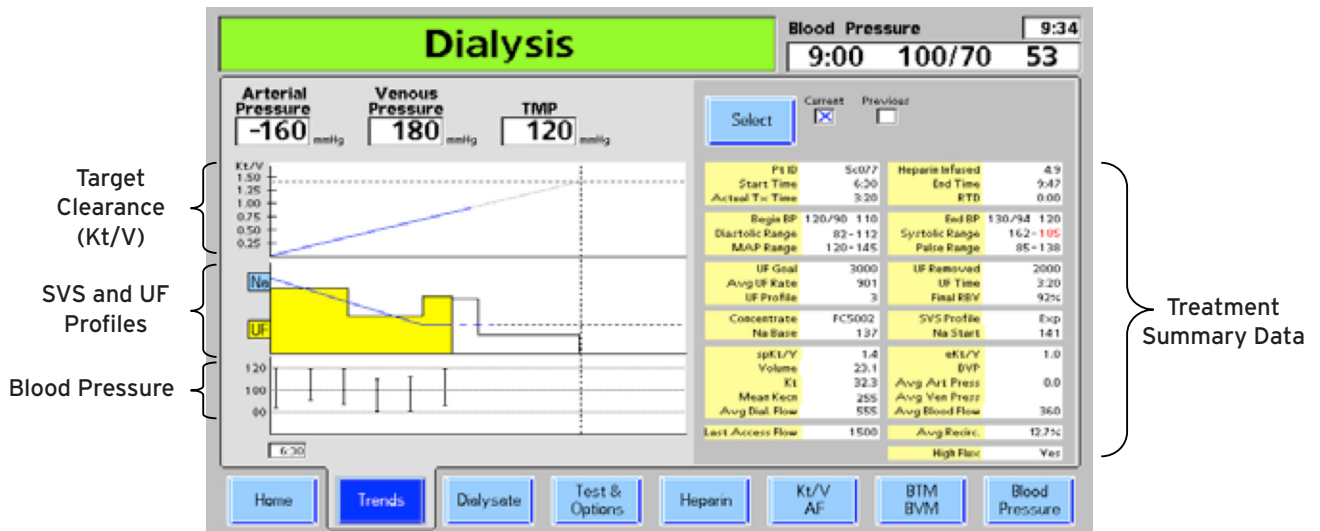 Dialysis
Blood Pressure 9:34
9:00 100/70 53
Arterial Pressure
-160 mmHg
Venous Pressure
180 mmHg
TMP
120 mmHg
Select
Current Previous
Target Clearance (Kt/V)
Kt/V
1.50
1.25
1.00
0.75
0.50
0.25
SVS and UF Profiles
Na
UF
Blood Pressure
120
100
80
6:30
Pt ID 5c077 Heparin Infused 4.9
Start Time 6:30 End Time 9:47
Actual Tx Time 3:20 RTD 0:00
Begin BP 120/90 110 End BP 130/94 120
Diastolic Range 82-112 Systolic Range 162-185
MAP Range 120-145 Pulse Range 85-138
UF Goal 3000 UF Removed 2000
Avg UF Rate 901 UF Time 3:20
UF Profile 3 Final RBV 92%
Concentrate FC5002 SVS Profile Exp
Na Base 137 Na Start 141
spKt/V 1.4 eKt/V 1.0
Volume 23.1 BVP
Kt 32.3 Avg Art Press 0.0
Mean Kecn 255 Avg Ven Press
Avg Dial. Flow 555 Avg Blood Flow 360
Last Access Flow 1500 Avg Recirc. 12.7%
High Flux Yes
Treatment Summary Data
Home
Trends
Dialysate
Test & Options
Heparin
Kt/V AF
BTM BVM
Blood Pressure